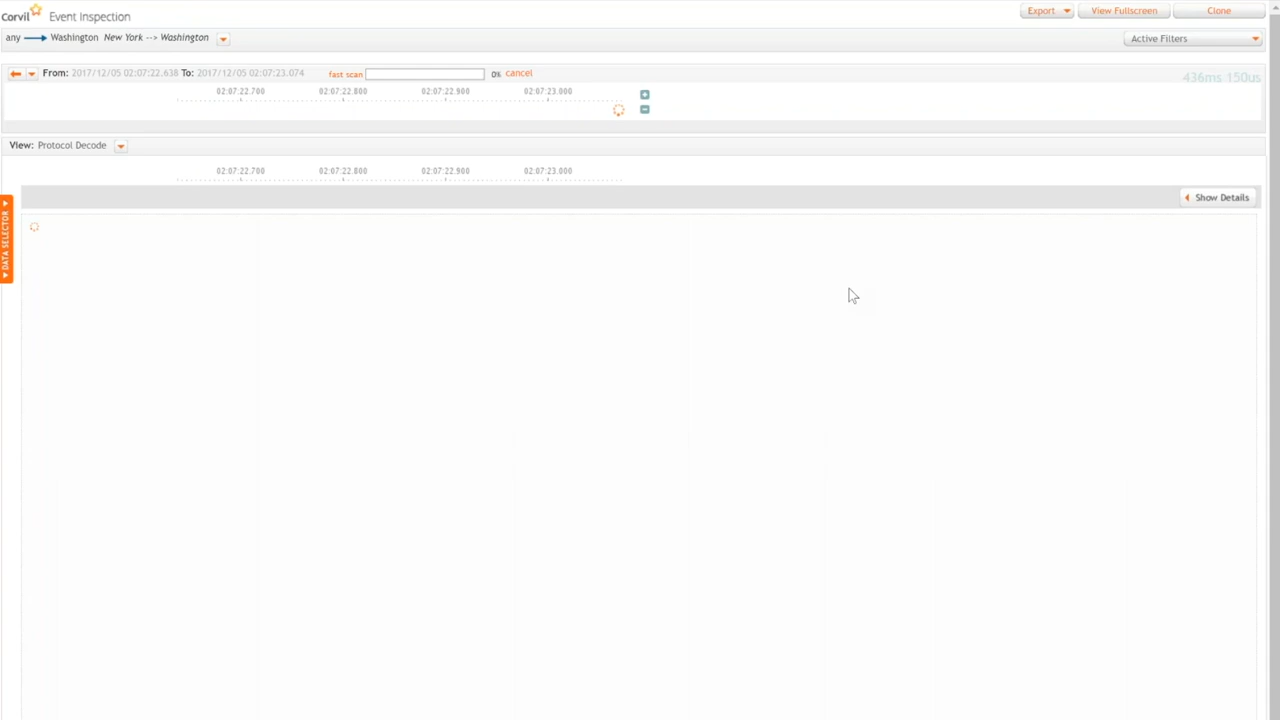 corvil Event Inspection Export View Fullscreen Clone
any Washington New York --> Washington Active Filters
From: 2017/12/05 02:07:22.638 To: 2017/12/05 02:07:23.074 fast scan 0% cancel 436ms 150us
02:07:22.700 02:07:22.800 02:07:22.900 02:07:23.000
View: Protocol Decode
02:07:22.700 02:07:22.800 02:07:22.900 02:07:23.000
Show Details
DATA SELECTOR